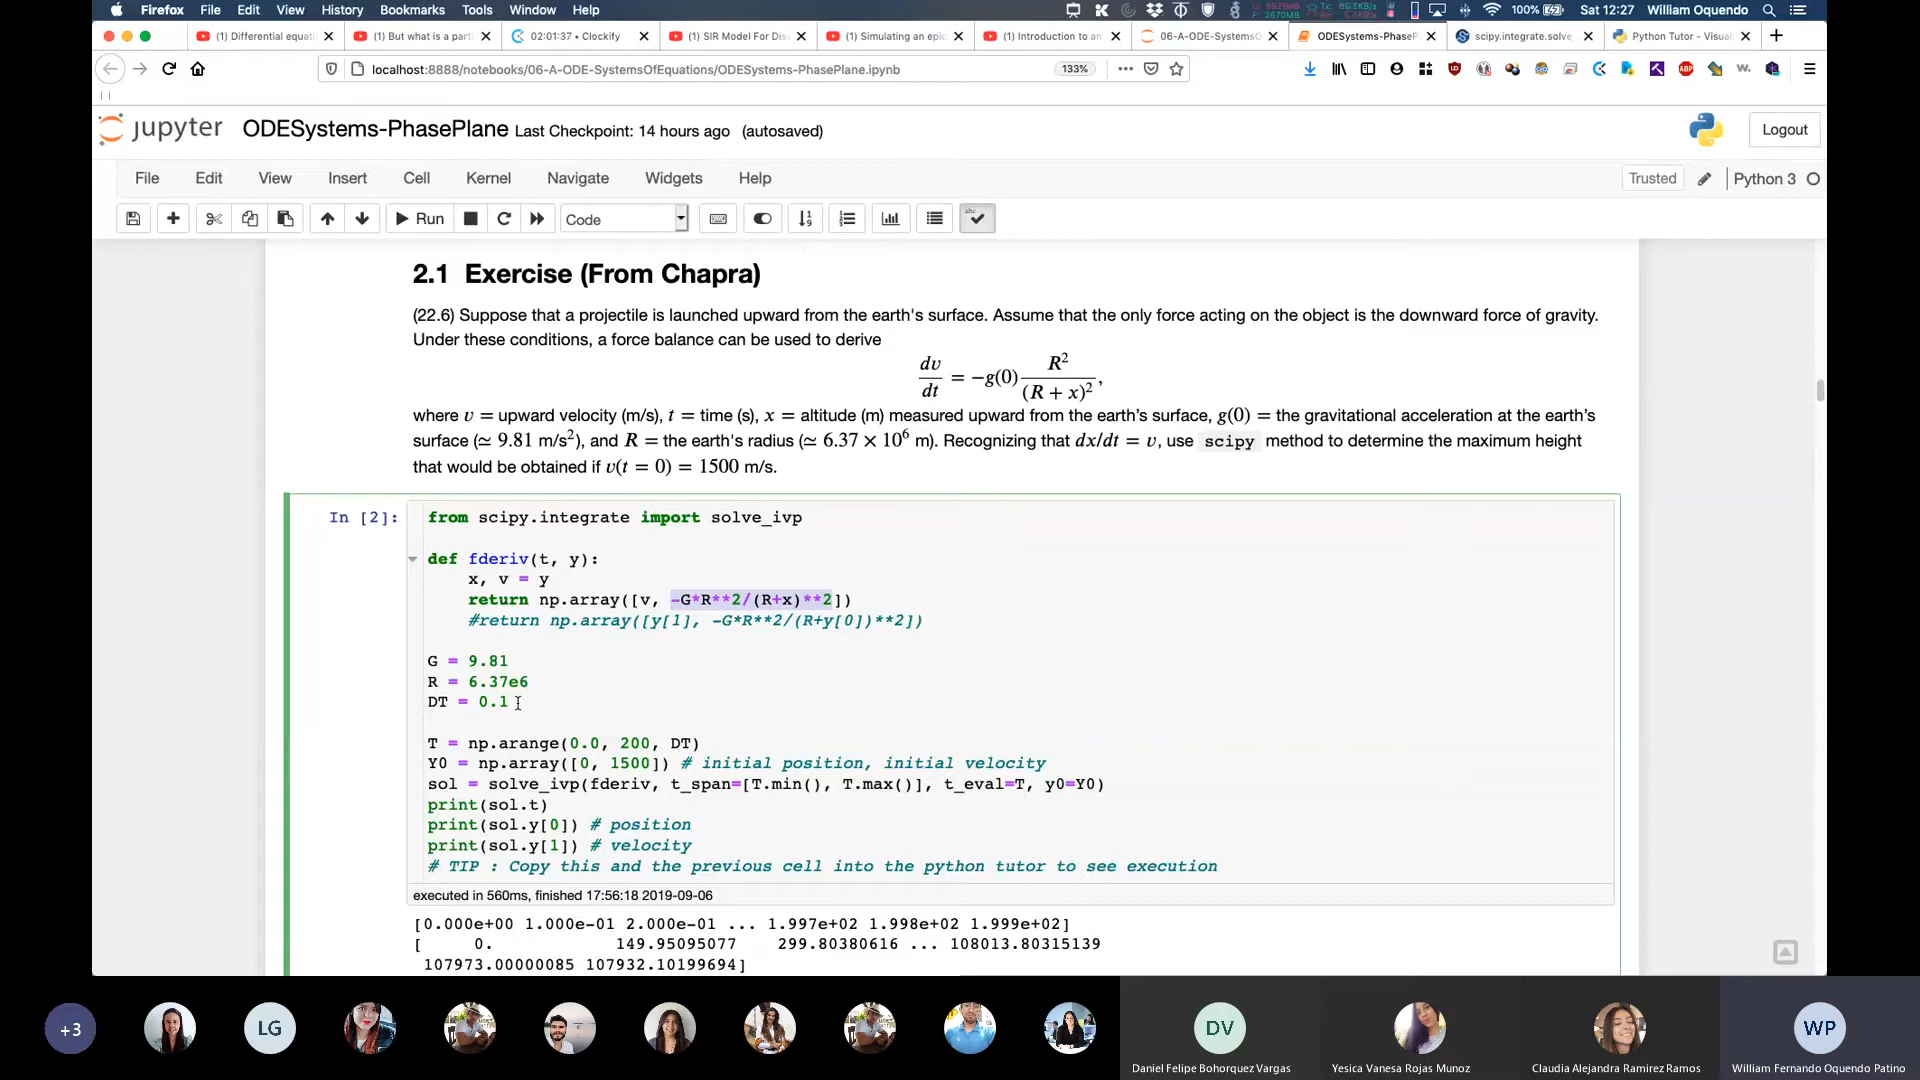 Firefox File Edit View History Bookmarks Tools Window Help 100% Sat 12:27 William Oquendo
(1) Differential equati (1) But what is a parti 02:01:37 • Clockify (1) SIR Model For Dis (1) Simulating an epid (1) Introduction to an 06-A-ODE-SystemsO ODESystems-PhaseP scipy.integrate.solve_ Python Tutor - Visuali
localhost:8888/notebooks/06-A-ODE-SystemsOfEquations/ODESystems-PhasePlane.ipynb 133%
jupyter ODESystems-PhasePlane Last Checkpoint: 14 hours ago (autosaved) Logout
File Edit View Insert Cell Kernel Navigate Widgets Help Trusted Python 3
Run Code
2.1 Exercise (From Chapra)
(22.6) Suppose that a projectile is launched upward from the earth's surface. Assume that the only force acting on the object is the downward force of gravity.
Under these conditions, a force balance can be used to derive
dv/dt = −g(0) R²/(R + x)²,
where v = upward velocity (m/s), t = time (s), x = altitude (m) measured upward from the earth's surface, g(0) = the gravitational acceleration at the earth's
surface (≃ 9.81 m/s²), and R = the earth's radius (≃ 6.37 × 10⁶ m). Recognizing that dx/dt = v, use scipy method to determine the maximum height
that would be obtained if v(t = 0) = 1500 m/s.
In [2]: from scipy.integrate import solve_ivp
def fderiv(t, y):
x, v = y
return np.array([v, -G*R**2/(R+x)**2])
#return np.array([y[1], -G*R**2/(R+y[0])**2])
G = 9.81
R = 6.37e6
DT = 0.1
T = np.arange(0.0, 200, DT)
Y0 = np.array([0, 1500]) # initial position, initial velocity
sol = solve_ivp(fderiv, t_span=[T.min(), T.max()], t_eval=T, y0=Y0)
print(sol.t)
print(sol.y[0]) # position
print(sol.y[1]) # velocity
# TIP : Copy this and the previous cell into the python tutor to see execution
executed in 560ms, finished 17:56:18 2019-09-06
[0.000e+00 1.000e-01 2.000e-01 ... 1.997e+02 1.998e+02 1.999e+02]
[ 0. 149.95095077 299.80380616 ... 108013.80315139
107973.00000085 107932.10199694]
+3 LG DV WP
Daniel Felipe Bohorquez Vargas Yesica Vanesa Rojas Munoz Claudia Alejandra Ramirez Ramos William Fernando Oquendo Patino